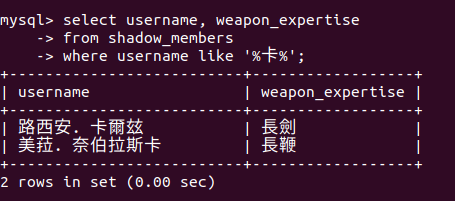 mysql> select username, weapon_expertise
    -> from shadow_members
    -> where username like '%卡%';
+---------------------------+------------------+
| username                  | weapon_expertise |
+---------------------------+------------------+
| 路西安．卡爾玆 | 長劍 |
| 美菈．奈伯拉斯卡 | 長鞭 |
+---------------------------+------------------+
2 rows in set (0.00 sec)